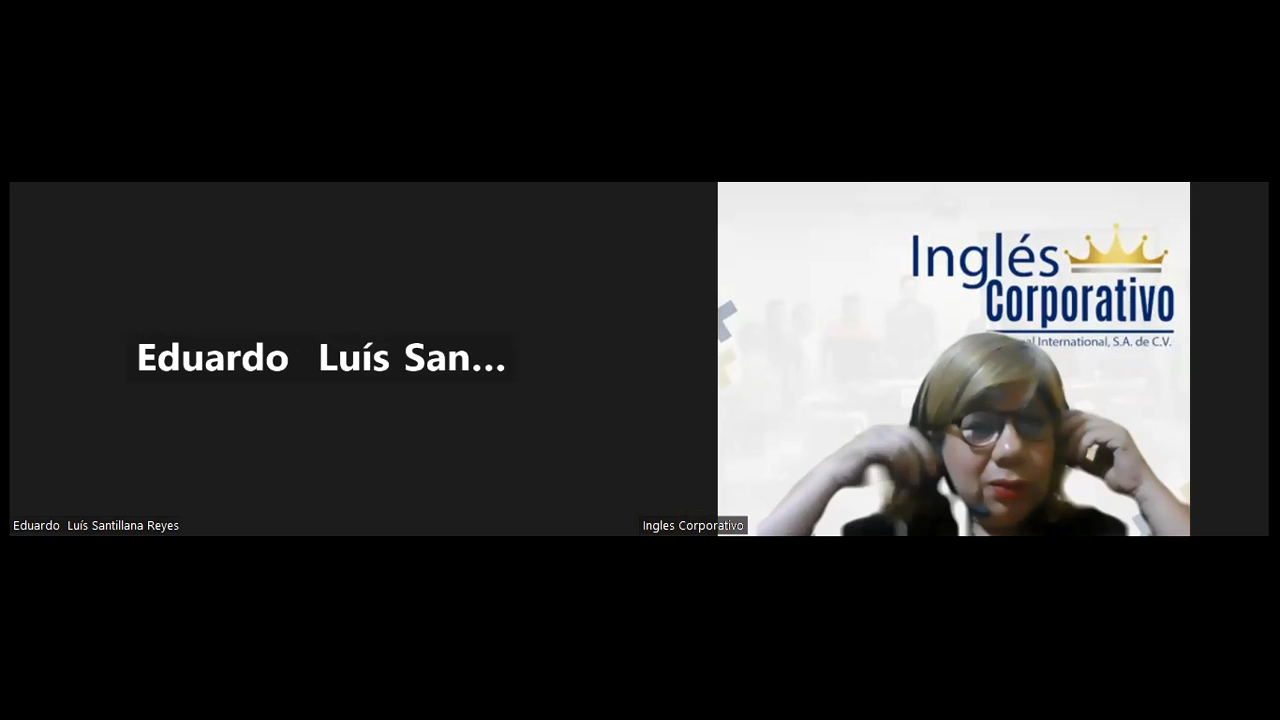 Eduardo  Luís San...
Eduardo  Luís Santillana Reyes
Inglés
Corporativo
International, S.A. de C.V.
Ingles Corporativo